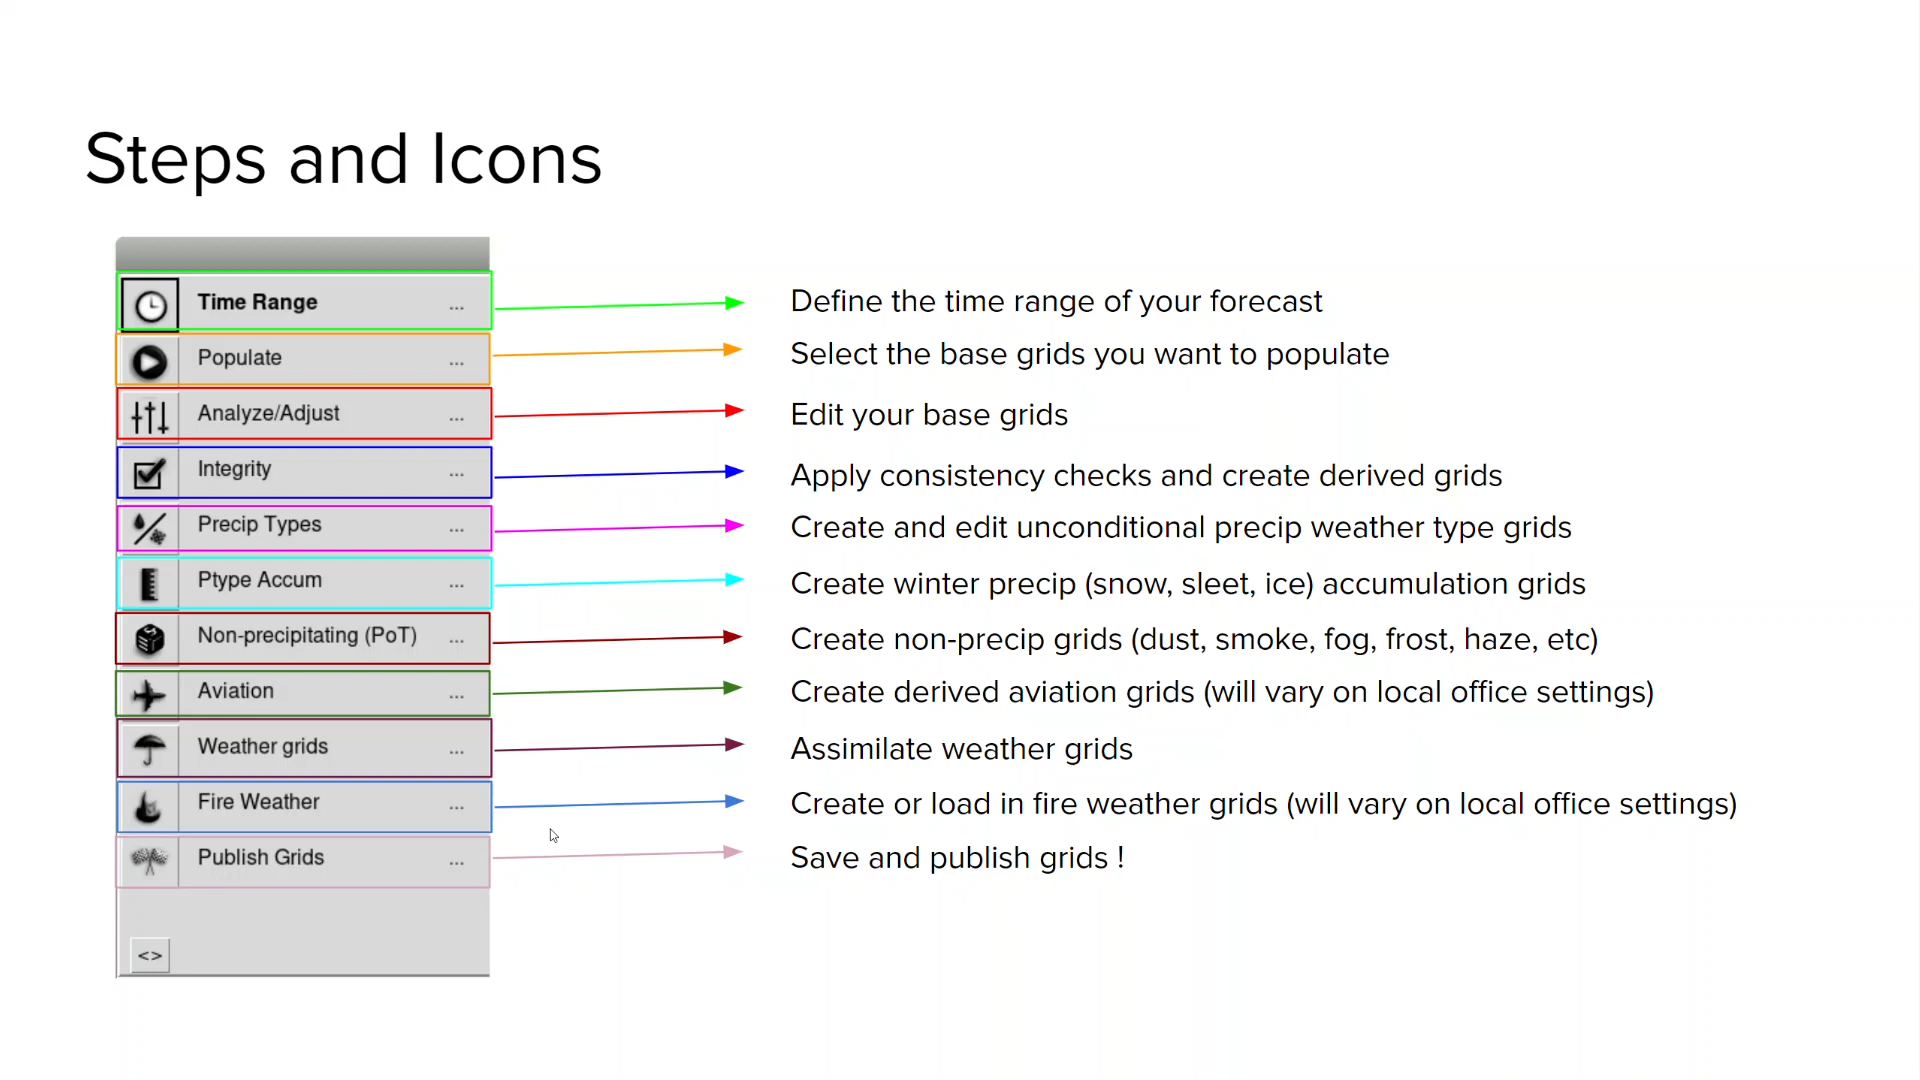 Steps and Icons
Time Range ... Define the time range of your forecast
Populate ... Select the base grids you want to populate
Analyze/Adjust ... Edit your base grids
Integrity ... Apply consistency checks and create derived grids
Precip Types ... Create and edit unconditional precip weather type grids
Ptype Accum ... Create winter precip (snow, sleet, ice) accumulation grids
Non-precipitating (PoT) ... Create non-precip grids (dust, smoke, fog, frost, haze, etc)
Aviation ... Create derived aviation grids (will vary on local office settings)
Weather grids ... Assimilate weather grids
Fire Weather ... Create or load in fire weather grids (will vary on local office settings)
Publish Grids ... Save and publish grids !
<>